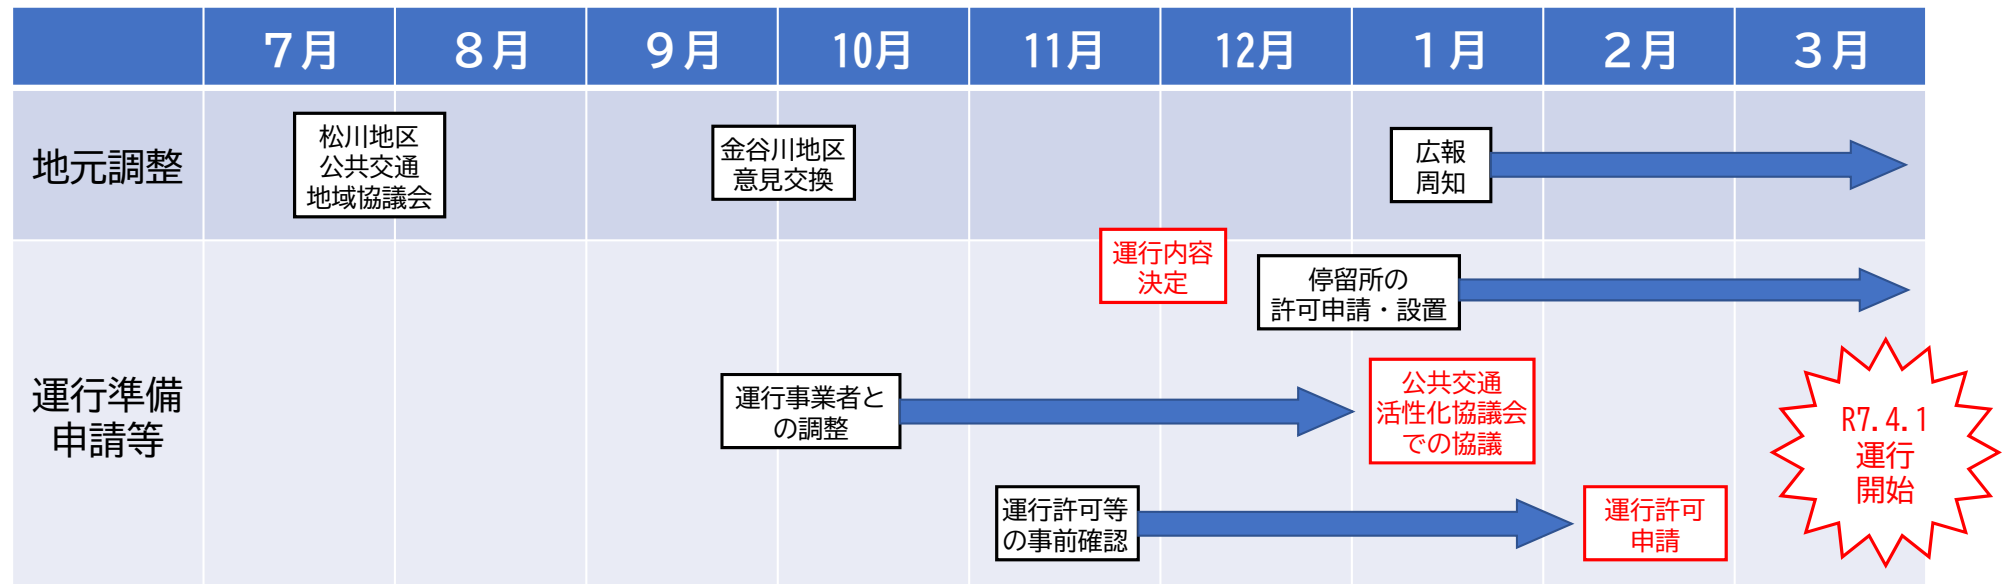 ７月
８月
９月
10月
11月
12月
１月
２月
３月
地元調整
松川地区
公共交通
地域協議会
金谷川地区
意見交換
広報
周知
運行内容
決定
運行準備
申請等
停留所の
許可申請・設置
運行事業者と
の調整
公共交通
活性化協議会
での協議
運行許可等
の事前確認
運行許可
申請
R7.4.1
運行
開始